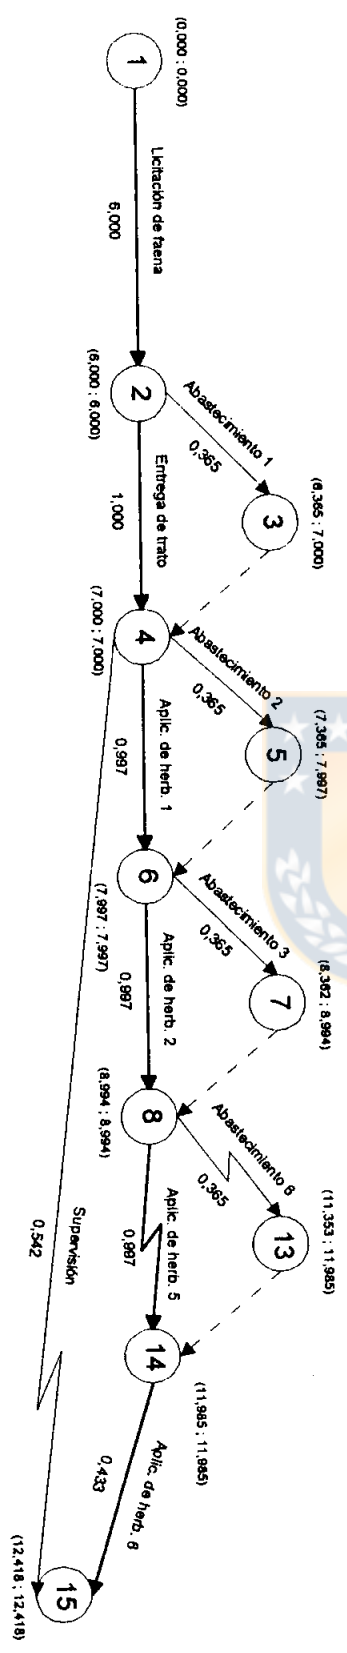 (0,000 ; 0,000)
1
Licitación de faena
6,000
2
(6,000 ; 6,000)
Abastecimiento 1
0,365
(6,365 ; 7,000)
3
Entrega de trato
1,000
4
(7,000 ; 7,000)
Abastecimiento 2
0,365
(7,365 ; 7,997)
5
Aplic. de herb. 1
0,997
6
(7,997 ; 7,997)
Abastecimiento 3
0,365
(8,362 ; 8,994)
7
Aplic. de herb. 2
0,997
8
(8,994 ; 8,994)
Abastecimiento 6
0,365
(11,353 ; 11,985)
13
Aplic. de herb. 5
0,997
14
(11,985 ; 11,985)
Aplic. de herb. 6
0,433
Supervisión
0,542
15
(12,418 ; 12,418)